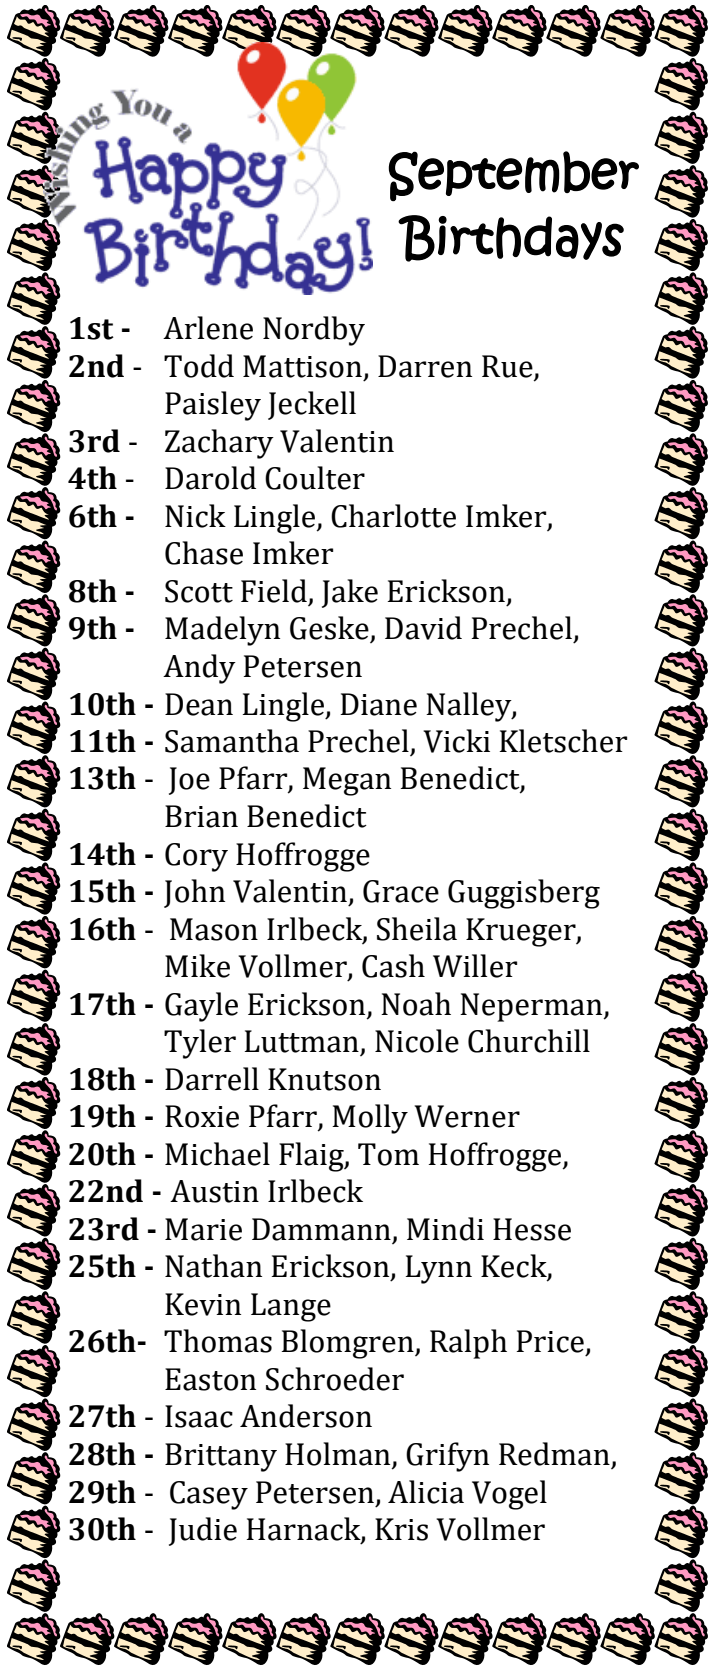 Wishing You a
Happy
Birthday!
September
Birthdays
1st - Arlene Nordby
2nd - Todd Mattison, Darren Rue,
Paisley Jeckell
3rd - Zachary Valentin
4th - Darold Coulter
6th - Nick Lingle, Charlotte Imker,
Chase Imker
8th - Scott Field, Jake Erickson,
9th - Madelyn Geske, David Prechel,
Andy Petersen
10th - Dean Lingle, Diane Nalley,
11th - Samantha Prechel, Vicki Kletscher
13th - Joe Pfarr, Megan Benedict,
Brian Benedict
14th - Cory Hoffrogge
15th - John Valentin, Grace Guggisberg
16th - Mason Irlbeck, Sheila Krueger,
Mike Vollmer, Cash Willer
17th - Gayle Erickson, Noah Neperman,
Tyler Luttman, Nicole Churchill
18th - Darrell Knutson
19th - Roxie Pfarr, Molly Werner
20th - Michael Flaig, Tom Hoffrogge,
22nd - Austin Irlbeck
23rd - Marie Dammann, Mindi Hesse
25th - Nathan Erickson, Lynn Keck,
Kevin Lange
26th- Thomas Blomgren, Ralph Price,
Easton Schroeder
27th - Isaac Anderson
28th - Brittany Holman, Grifyn Redman,
29th - Casey Petersen, Alicia Vogel
30th - Judie Harnack, Kris Vollmer